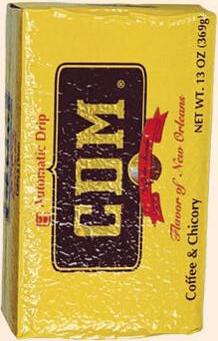 Automatic Drip
CDM®
Flavor of New Orleans
Coffee & Chicory
NET WT. 13 OZ (369g)